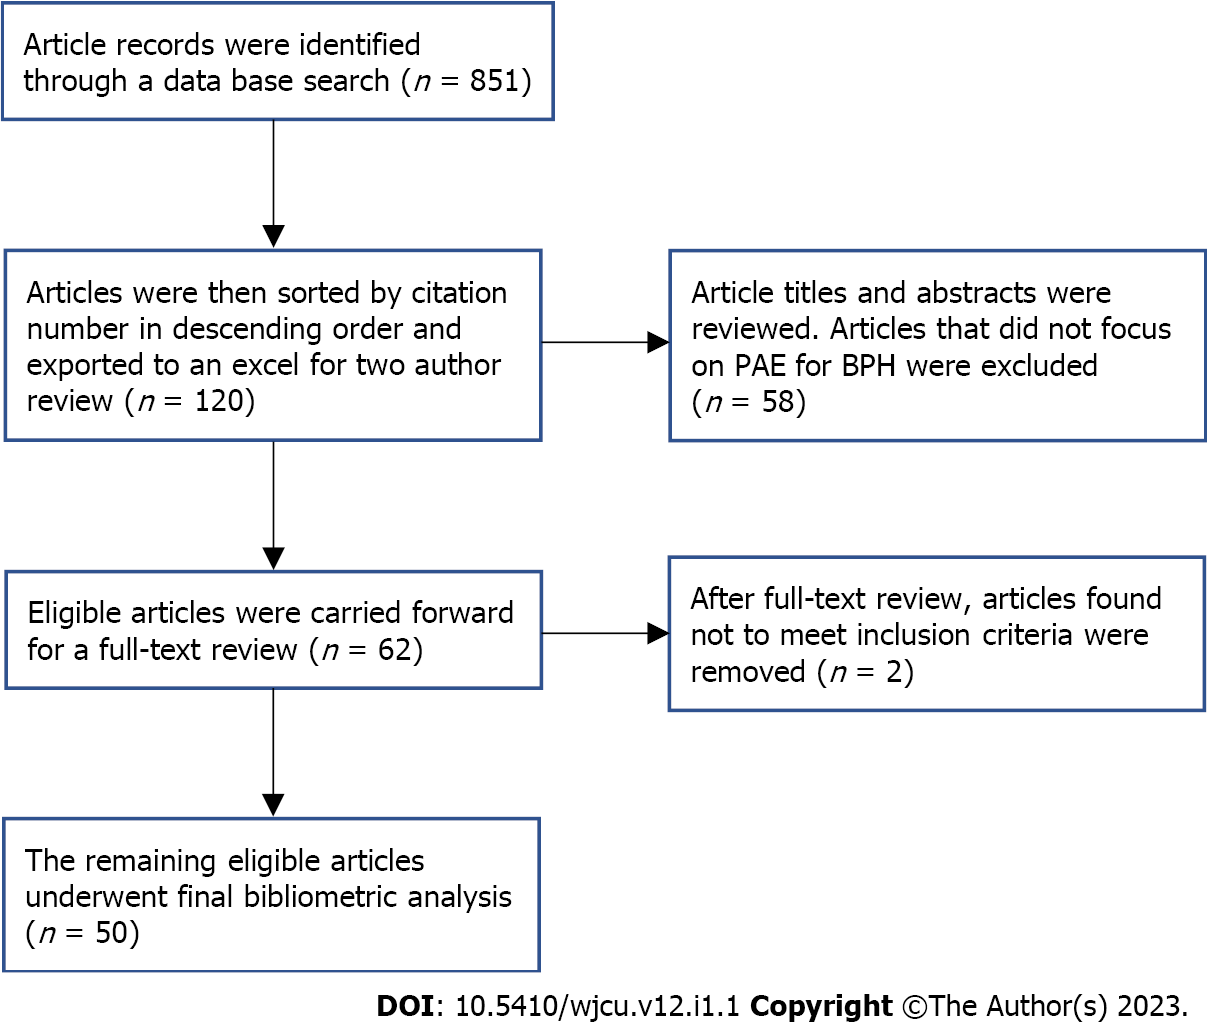 Article records were identified
through a data base search (n = 851)
Articles were then sorted by citation
number in descending order and
exported to an excel for two author
review (n = 120)
Article titles and abstracts were
reviewed. Articles that did not focus
on PAE for BPH were excluded
(n = 58)
Eligible articles were carried forward
for a full-text review (n = 62)
After full-text review, articles found
not to meet inclusion criteria were
removed (n = 2)
The remaining eligible articles
underwent final bibliometric analysis
(n = 50)
DOI: 10.5410/wjcu.v12.i1.1 Copyright ©The Author(s) 2023.